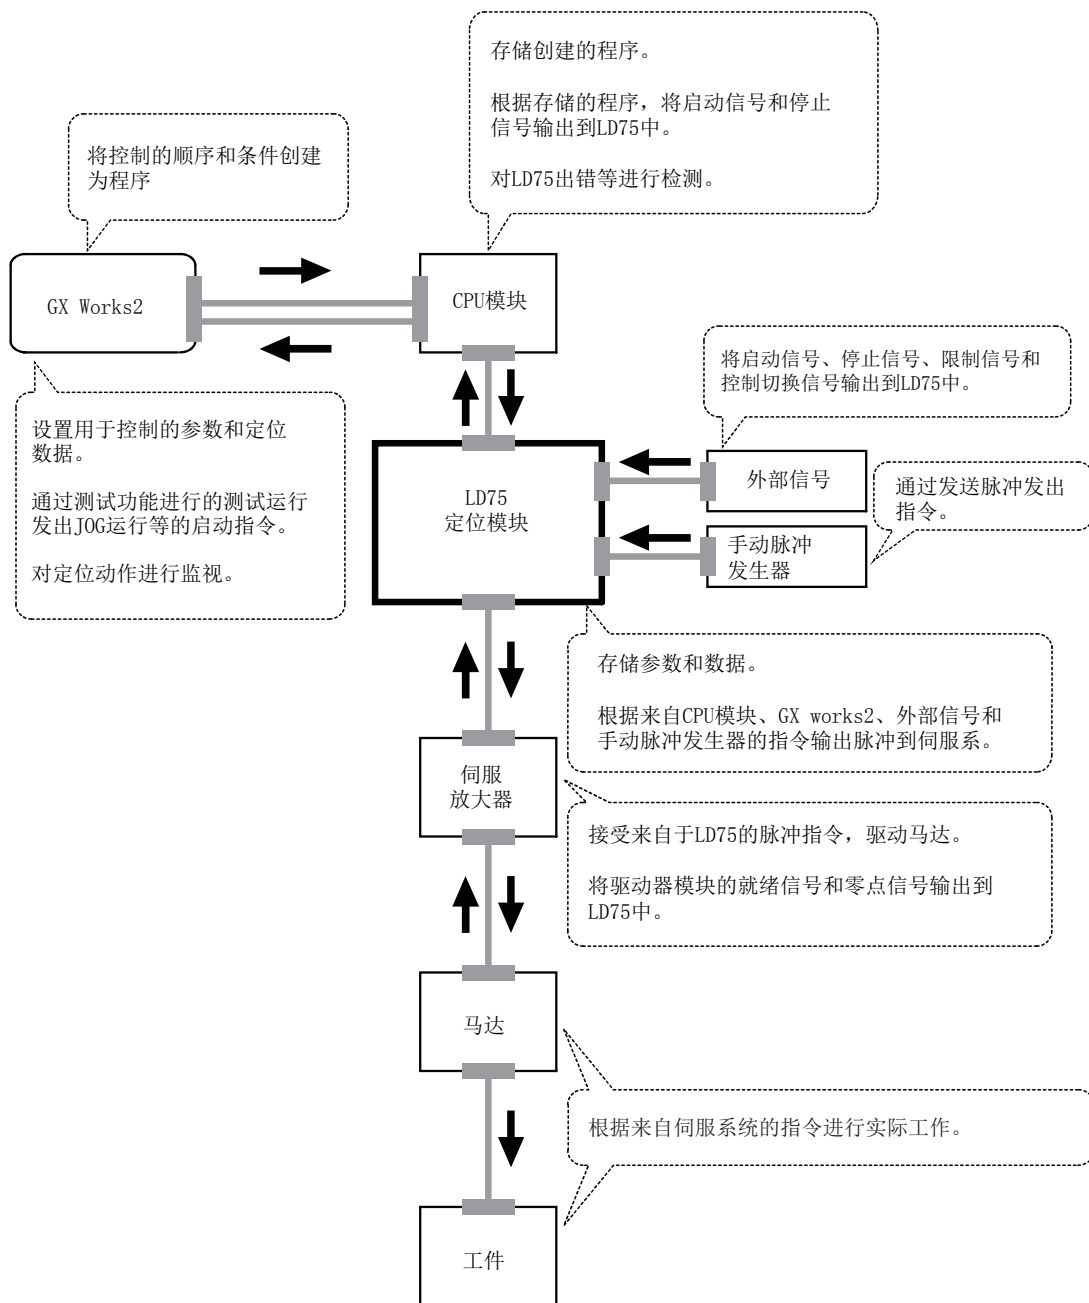 存储创建的程序。
根据存储的程序，将启动信号和停止
信号输出到LD75中。
对LD75出错等进行检测。
将控制的顺序和条件创建
为程序
GX Works2
CPU模块
将启动信号、停止信号、限制信号和
控制切换信号输出到LD75中。
设置用于控制的参数和定位
数据。
通过测试功能进行的测试运行
发出JOG运行等的启动指令。
对定位动作进行监视。
LD75
定位模块
外部信号
通过发送脉冲发出
指令。
手动脉冲
发生器
存储参数和数据。
根据来自CPU模块、GX works2、外部信号和
手动脉冲发生器的指令输出脉冲到伺服系。
伺服
放大器
接受来自于LD75的脉冲指令，驱动马达。
将驱动器模块的就绪信号和零点信号输出到
LD75中。
马达
根据来自伺服系统的指令进行实际工作。
工件